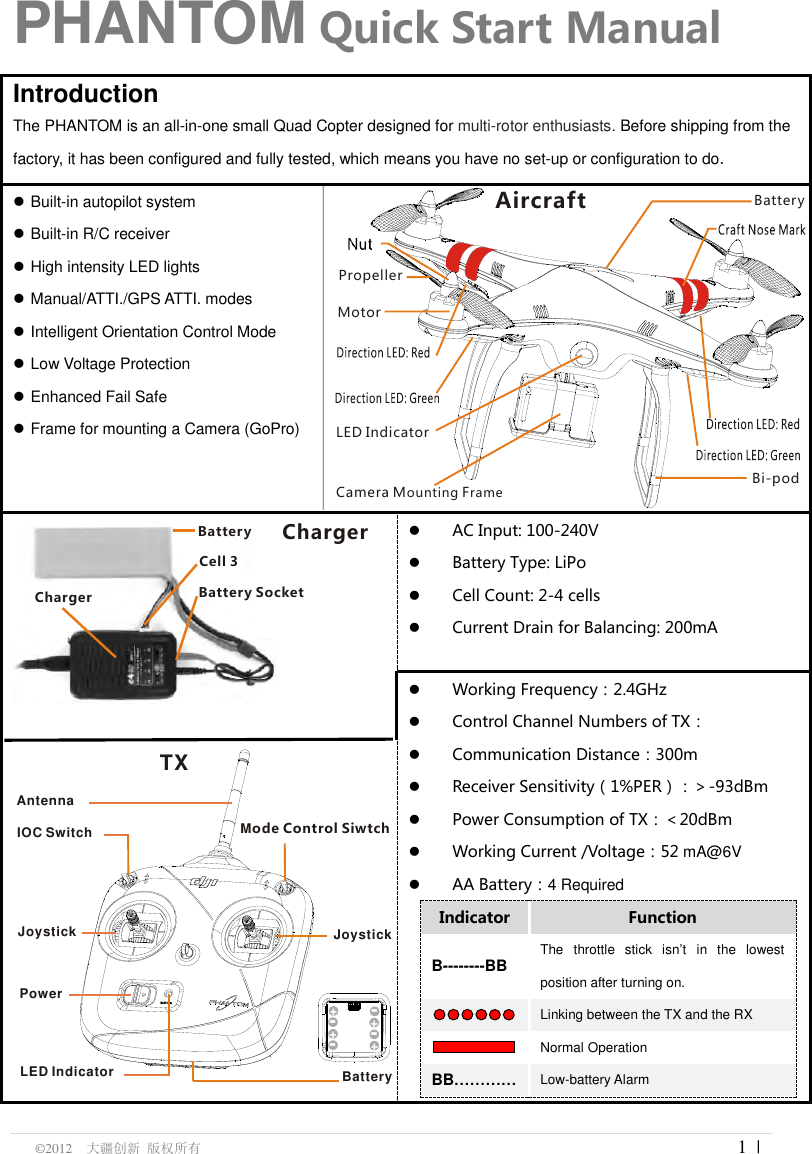 PHANTOM Quick Start Manual
Introduction
The PHANTOM is an all-in-one small Quad Copter designed for multi-rotor enthusiasts. Before shipping from the
factory, it has been configured and fully tested, which means you have no set-up or configuration to do.
● Built-in autopilot system
● Built-in R/C receiver
● High intensity LED lights
● Manual/ATTI./GPS ATTI. modes
● Intelligent Orientation Control Mode
● Low Voltage Protection
● Enhanced Fail Safe
● Frame for mounting a Camera (GoPro)
Aircraft
Battery
Craft Nose Mark
Nut
Propeller
Motor
Direction LED: Red
Direction LED: Green
LED Indicator
Camera Mounting Frame
Direction LED: Red
Direction LED: Green
Bi-pod
Charger
Battery
Cell 3
Battery Socket
Charger
● AC Input: 100-240V
● Battery Type: LiPo
● Cell Count: 2-4 cells
● Current Drain for Balancing: 200mA
TX
Antenna
IOC Switch
Mode Control Siwtch
dji
Joystick
Joystick
Power
PHANTOM
LED Indicator
Battery
● Working Frequency：2.4GHz
● Control Channel Numbers of TX：
● Communication Distance：300m
● Receiver Sensitivity（1%PER）：＞-93dBm
● Power Consumption of TX：＜20dBm
● Working Current /Voltage：52 mA@6V
● AA Battery：4 Required
Indicator Function
B--------BB The throttle stick isn't in the lowest
position after turning on.
Linking between the TX and the RX
Normal Operation
BB............ Low-battery Alarm
©2012 大疆创新 版权所有 1 |